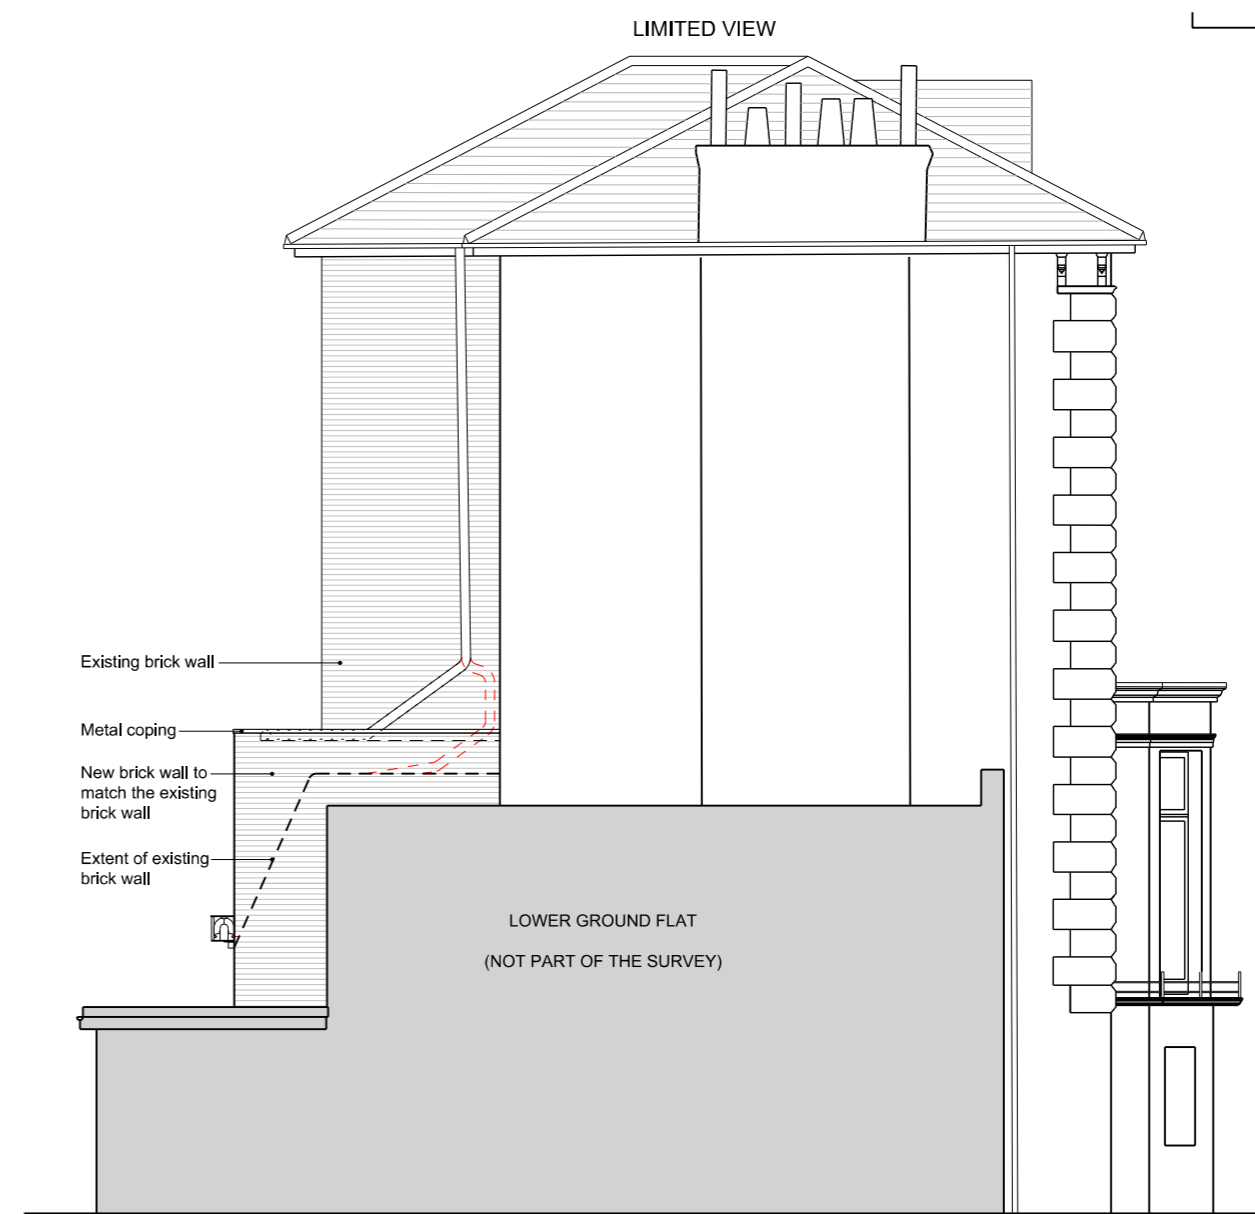 LIMITED VIEW
Existing brick wall
Metal coping
New brick wall to
match the existing
brick wall
Extent of existing
brick wall
LOWER GROUND FLAT
(NOT PART OF THE SURVEY)